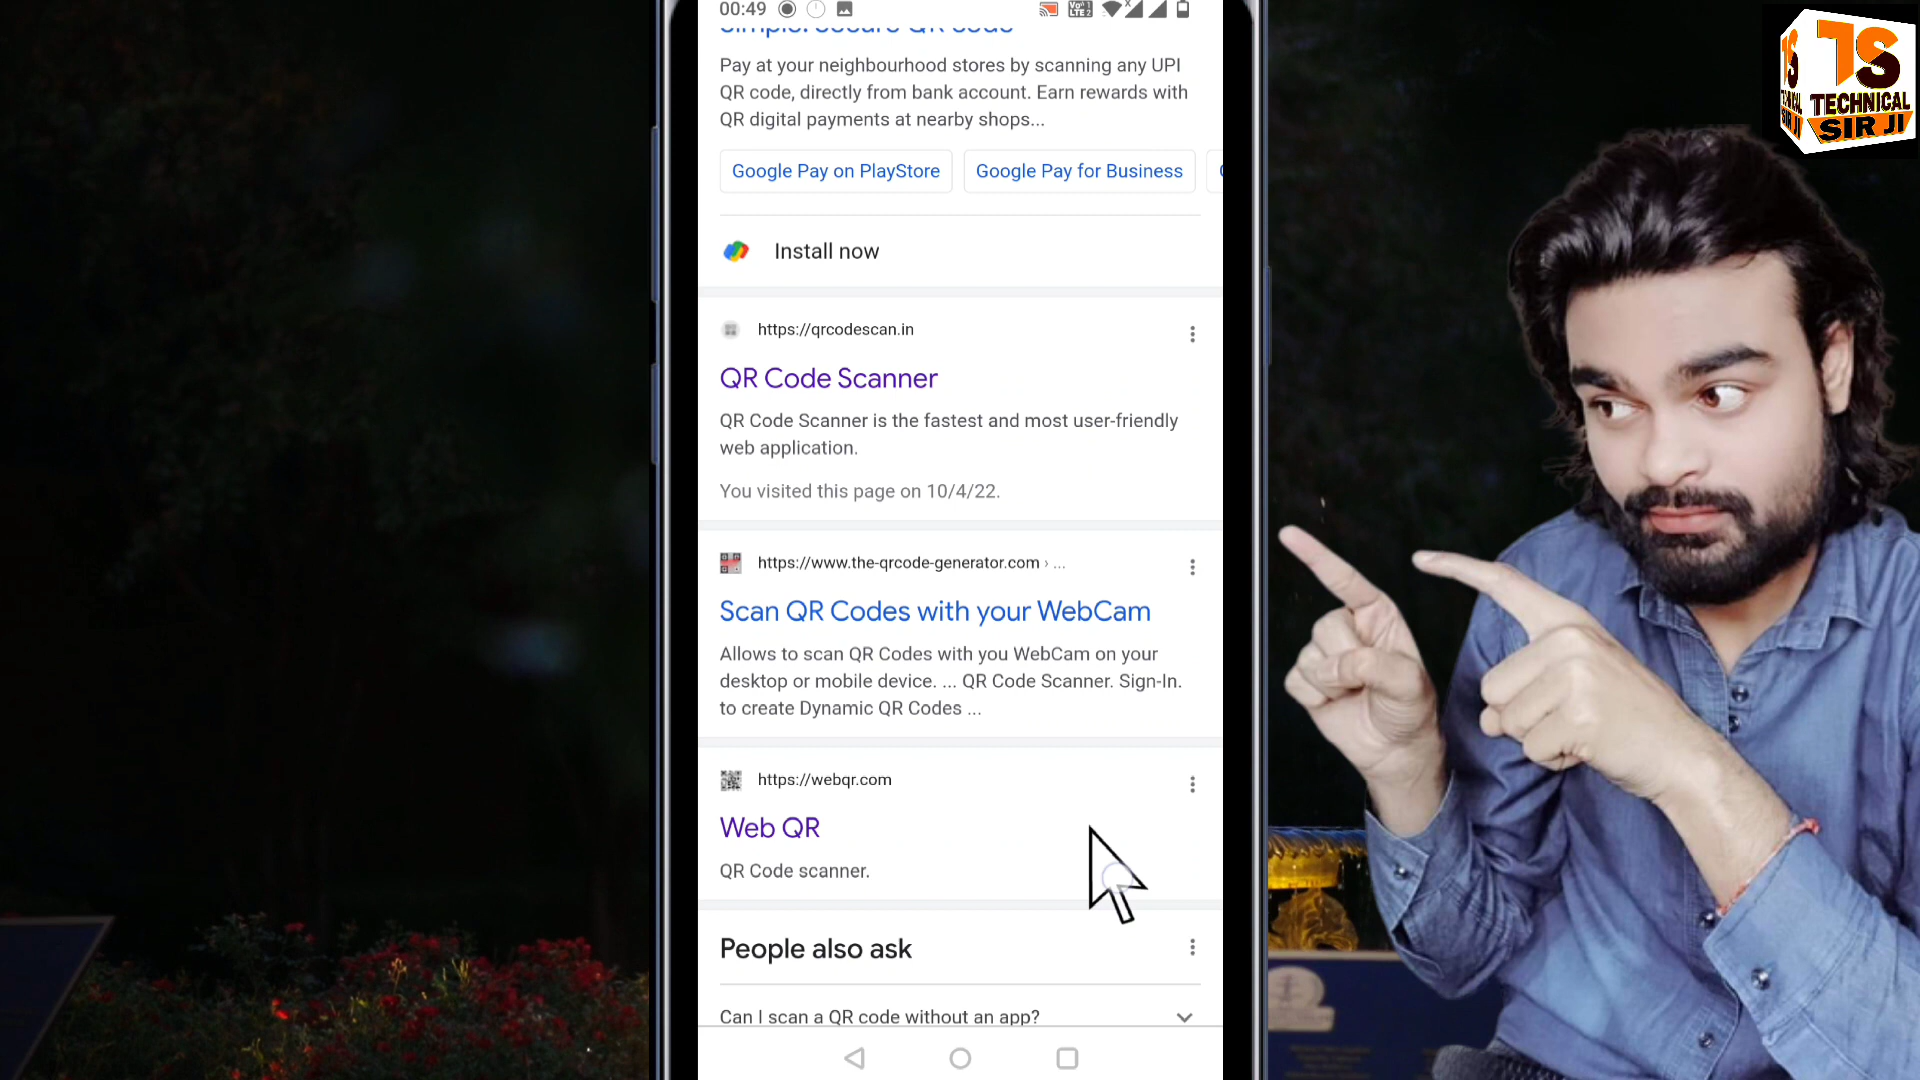 00:49
Simple. Secure QR code
Pay at your neighbourhood stores by scanning any UPI
QR code, directly from bank account. Earn rewards with
QR digital payments at nearby shops...
Google Pay on PlayStore
Google Pay for Business
Install now
https://qrcodescan.in
QR Code Scanner
QR Code Scanner is the fastest and most user-friendly
web application.
You visited this page on 10/4/22.
https://www.the-qrcode-generator.com › ...
Scan QR Codes with your WebCam
Allows to scan QR Codes with you WebCam on your
desktop or mobile device. ... QR Code Scanner. Sign-In.
to create Dynamic QR Codes ...
https://webqr.com
Web QR
QR Code scanner.
People also ask
Can I scan a QR code without an app?
TS
TECHNICAL
SIR JI